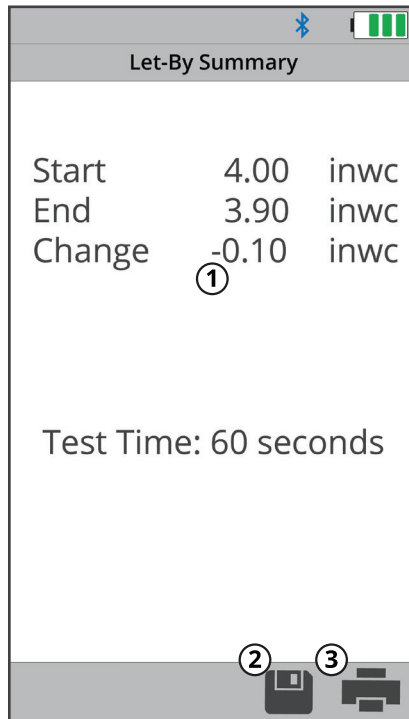 Let-By Summary
Start 4.00 inwc
End 3.90 inwc
Change -0.10 inwc
1
Test Time: 60 seconds
2 3